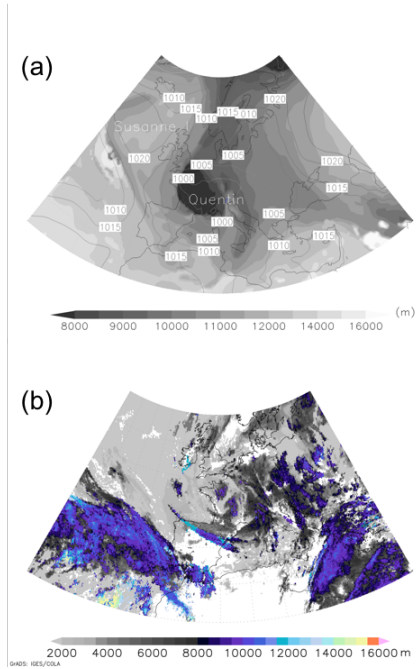 (a)
1010
1015 1015 1020
1010 1010
Susanne I
1020 1005 1005 1020
1000 1015
Quentin
1010 1000 1005
1015 1005 1015
1010 1010
1015
(m)
8000 9000 10000 12000 14000 16000
(b)
2000 4000 6000 8000 10000 12000 14000 16000 m
GrADS: IGES/COLA